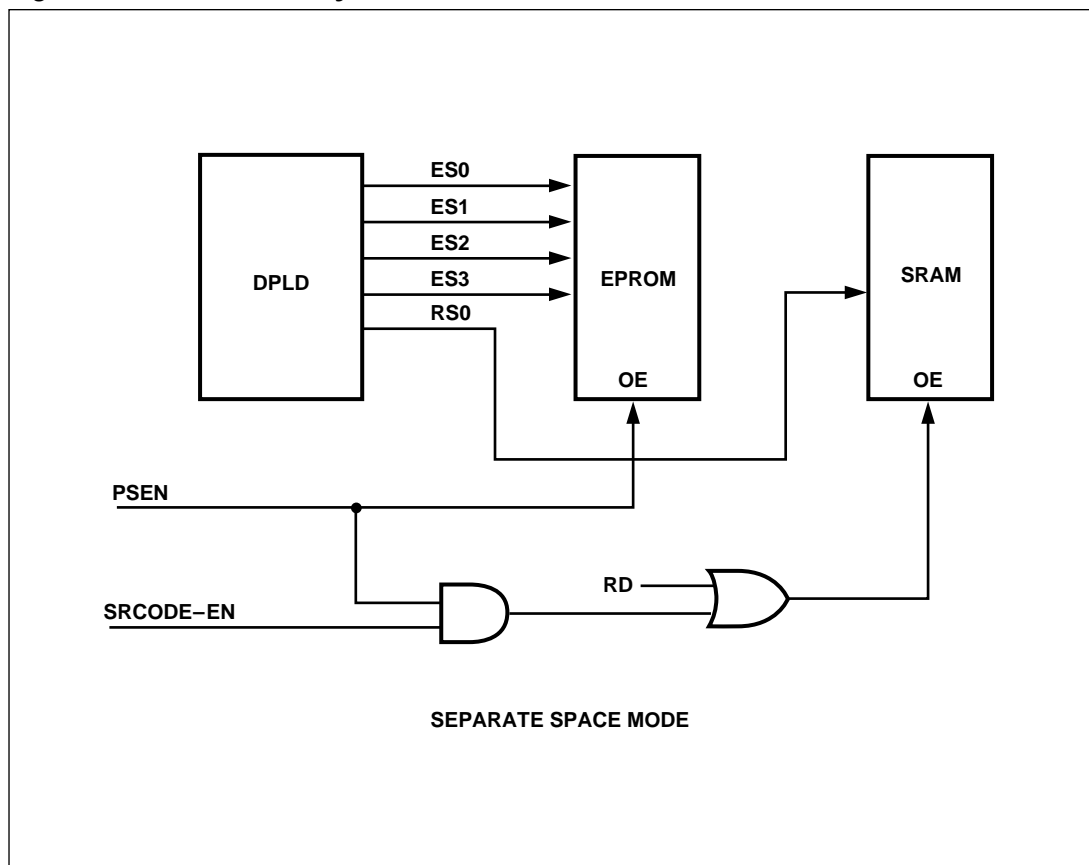 ES0
ES1
ES2
ES3
RS0
DPLD
EPROM
OE
SRAM
OE
PSEN
SRCODE–EN
RD
SEPARATE SPACE MODE